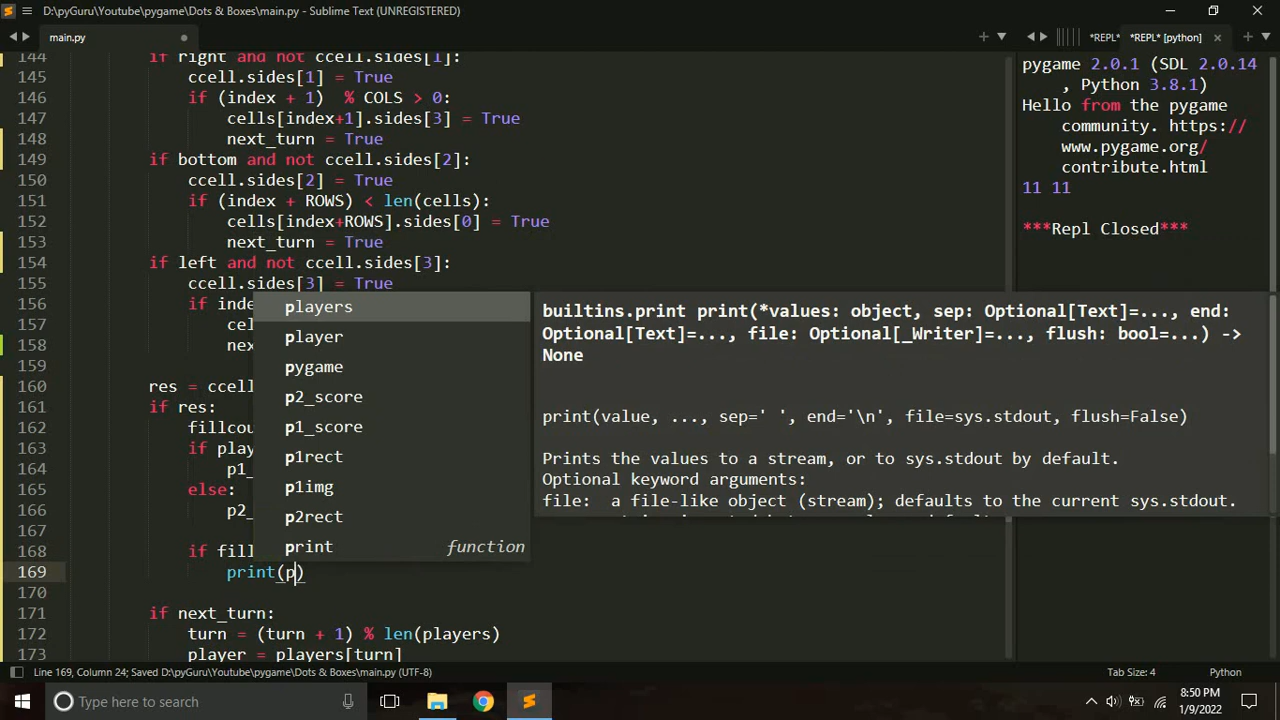 D:\pyGuru\Youtube\pygame\Dots & Boxes\main.py - Sublime Text (UNREGISTERED)
main.py
*REPL* *REPL* [python]
144 if right and not ccell.sides[1]:
145 ccell.sides[1] = True
146 if (index + 1)  % COLS > 0:
147 cells[index+1].sides[3] = True
148 next_turn = True
149 if bottom and not ccell.sides[2]:
150 ccell.sides[2] = True
151 if (index + ROWS) < len(cells):
152 cells[index+ROWS].sides[0] = True
153 next_turn = True
154 if left and not ccell.sides[3]:
155 ccell.sides[3] = True
156 if inde
157 cel
158 nex
159
160 res = ccell
161 if res:
162 fillcou
163 if play
164 p1_
165 else:
166 p2_
167
168 if fill
169 print(p)
170
171 if next_turn:
172 turn = (turn + 1) % len(players)
173 player = players[turn]
players
player
pygame
p2_score
p1_score
p1rect
p1img
p2rect
print function
builtins.print print(*values: object, sep: Optional[Text]=..., end:
Optional[Text]=..., file: Optional[_Writer]=..., flush: bool=...) ->
None
print(value, ..., sep=' ', end='\n', file=sys.stdout, flush=False)
Prints the values to a stream, or to sys.stdout by default.
Optional keyword arguments:
file:  a file-like object (stream); defaults to the current sys.stdout.
pygame 2.0.1 (SDL 2.0.14
, Python 3.8.1)
Hello from the pygame
community. https://
www.pygame.org/
contribute.html
11 11
***Repl Closed***
Line 169, Column 24; Saved D:\pyGuru\Youtube\pygame\Dots & Boxes\main.py (UTF-8)
Tab Size: 4
Python
Type here to search
8:50 PM
1/9/2022